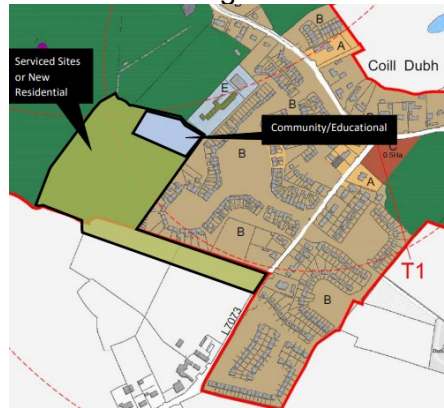 Serviced Sites
or New
Residential
B
A
Coill Dubh
E
B
Community/Educational
B
B
C
0.5Ha
A
B
T1
B
L7073